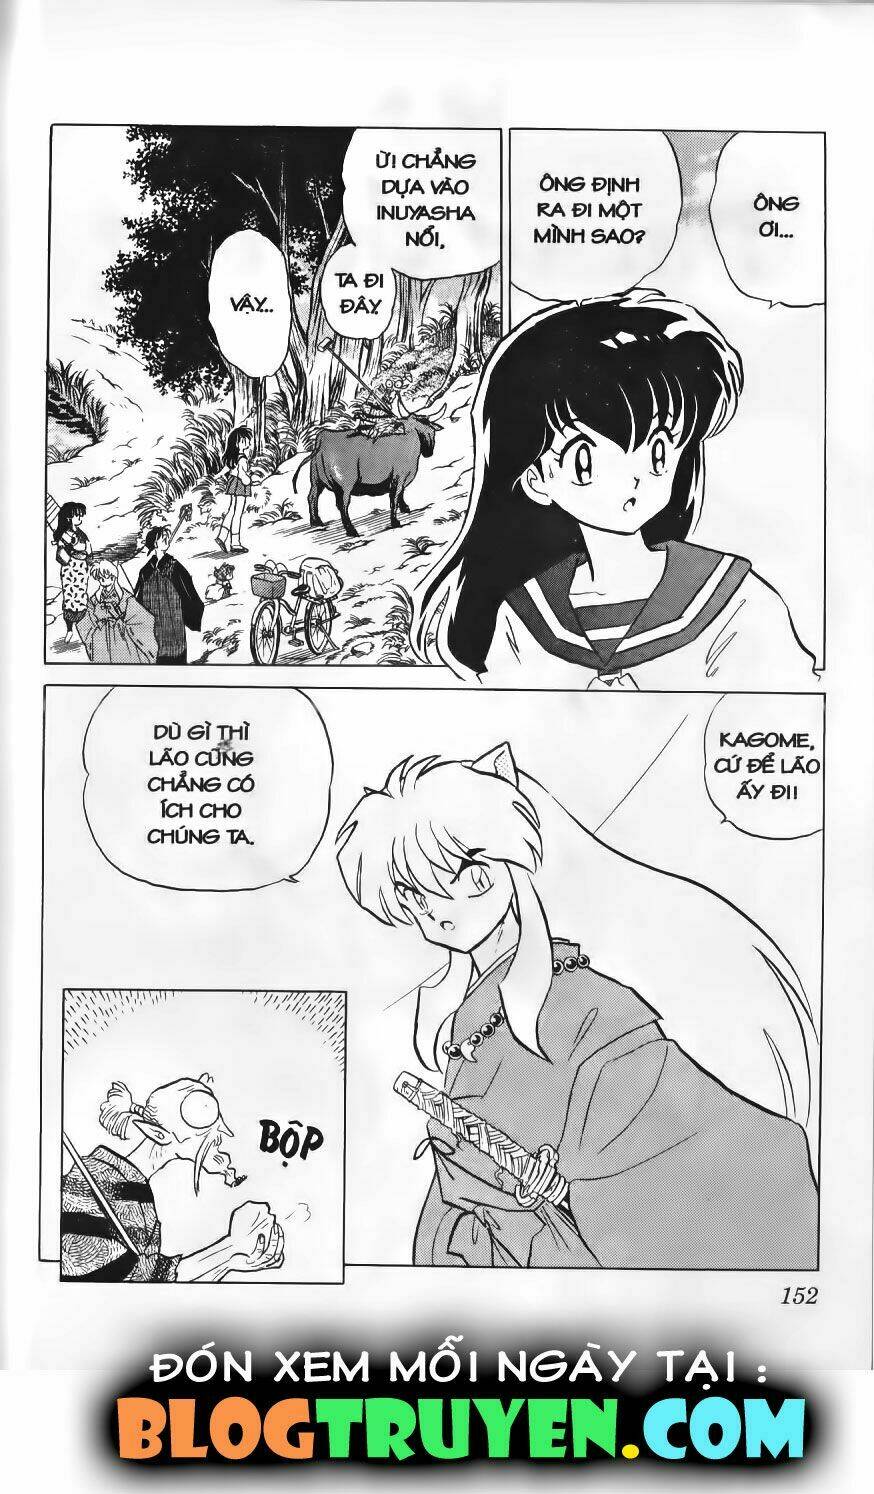 ÔNG
ƠI...
ÔNG ĐỊNH
RA ĐI MỘT
MÌNH SAO?
Ừ! CHẲNG
DỰA VÀO
INUYASHA
NỔI,
TA ĐI
ĐÂY.
VẬY...
KAGOME,
CỨ ĐỂ LÃO
ẤY ĐI!
DÙ GÌ THÌ
LÃO CŨNG
CHẲNG CÓ
ÍCH CHO
CHÚNG TA.
BỘP
152
ĐÓN XEM MỖI NGÀY TẠI :
BLOGTRUYEN.COM